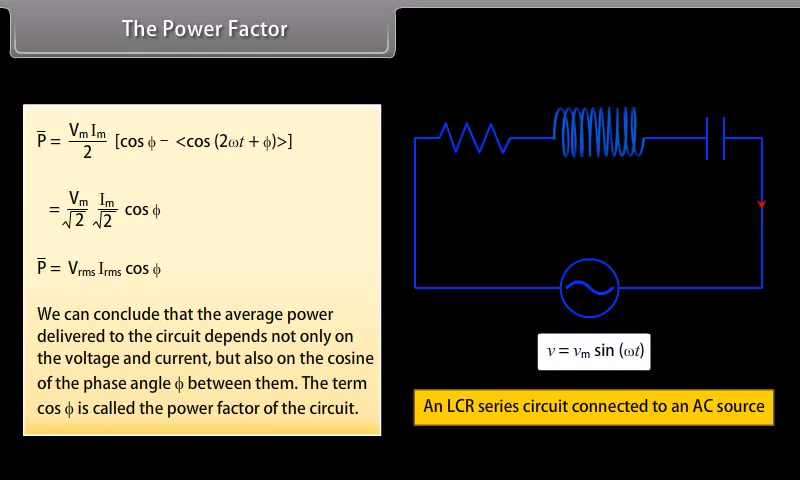 The Power Factor
P̅ = VₘIₘ/2 [cos ϕ − <cos (2ωt + ϕ)>]
= Vₘ/√2 Iₘ/√2 cos ϕ
P̅ = Vrms Irms cos ϕ
We can conclude that the average power
delivered to the circuit depends not only on
the voltage and current, but also on the cosine
of the phase angle ϕ between them. The term
cos ϕ is called the power factor of the circuit.
v = vₘ sin (ωt)
An LCR series circuit connected to an AC source